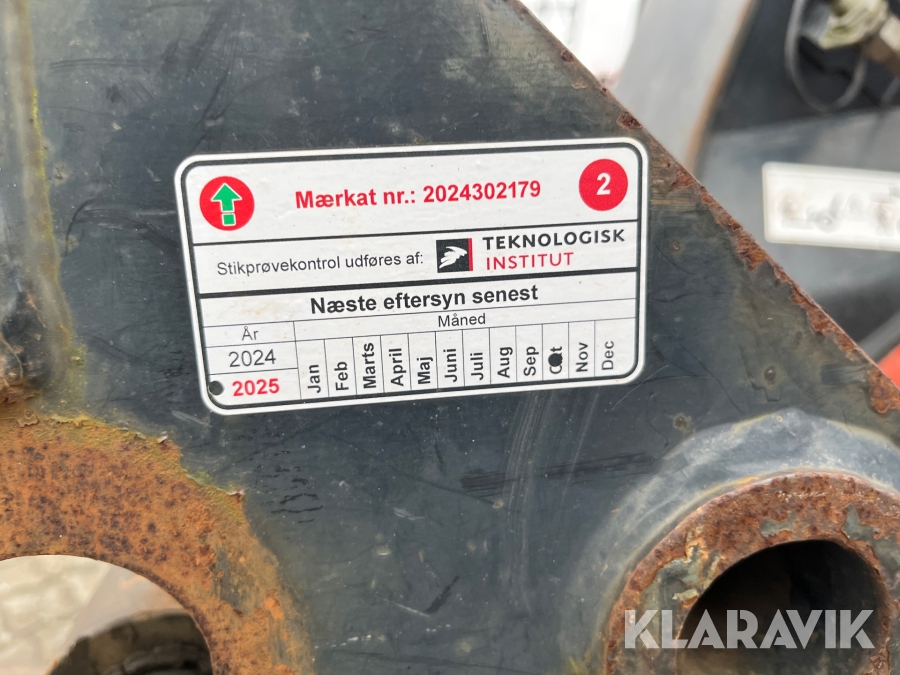 Mærkat nr.: 2024302179
2
Stikprøvekontrol udføres af: TEKNOLOGISK INSTITUT
Næste eftersyn senest
År
Måned
2024
2025
Jan Feb Marts April Maj Juni Juli Aug Sep Oct Nov Dec
KLARAVIK